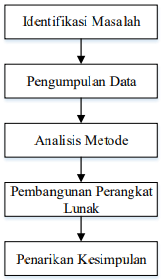 Identifikasi Masalah
Pengumpulan Data
Analisis Metode
Pembangunan Perangkat
Lunak
Penarikan Kesimpulan